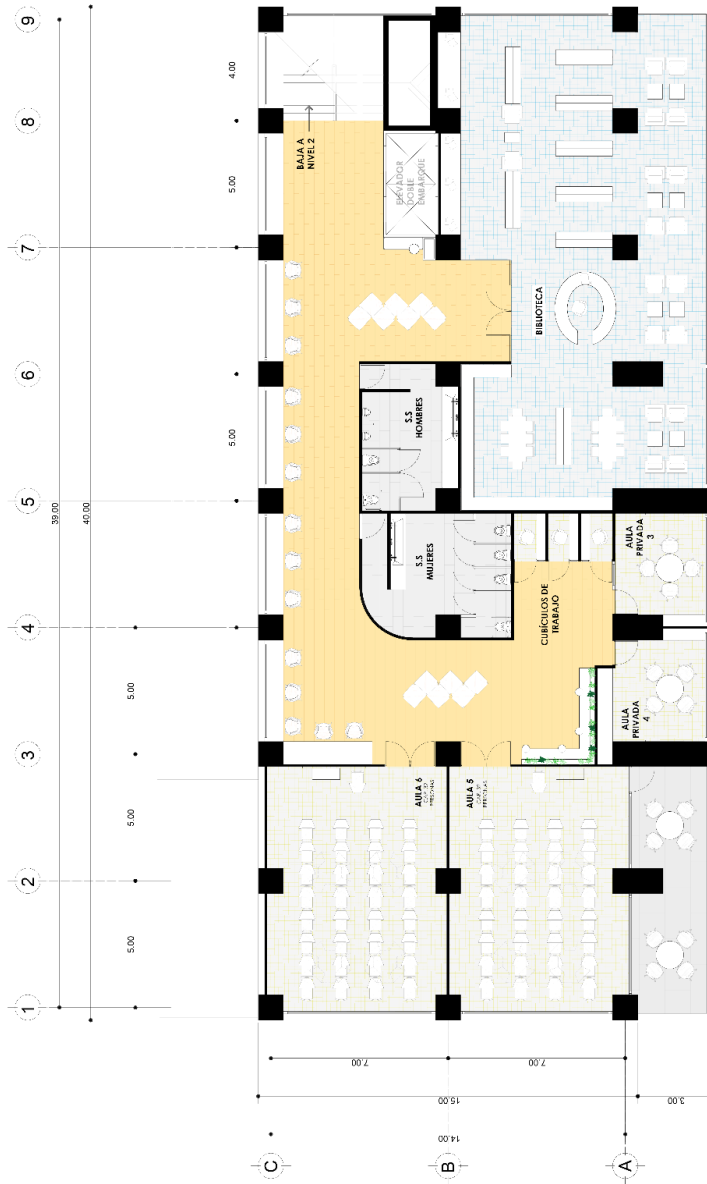 9
8
7
6
5
4
3
2
1
39.00
40.00
4.00
5.00
5.00
5.00
5.00
5.00
BAJA A
NIVEL 2
ELEVADOR
DOBLE
EMBARQUE
BIBLIOTECA
S.S
HOMBRES
S.S
MUJERES
CUBÍCULOS DE
TRABAJO
AULA
PRIVADA
3
AULA
PRIVADA
4
AULA 6
PERSONAS
AULA 5
PERSONAS
7.00
7.00
15.00
3.00
14.00
C
B
A